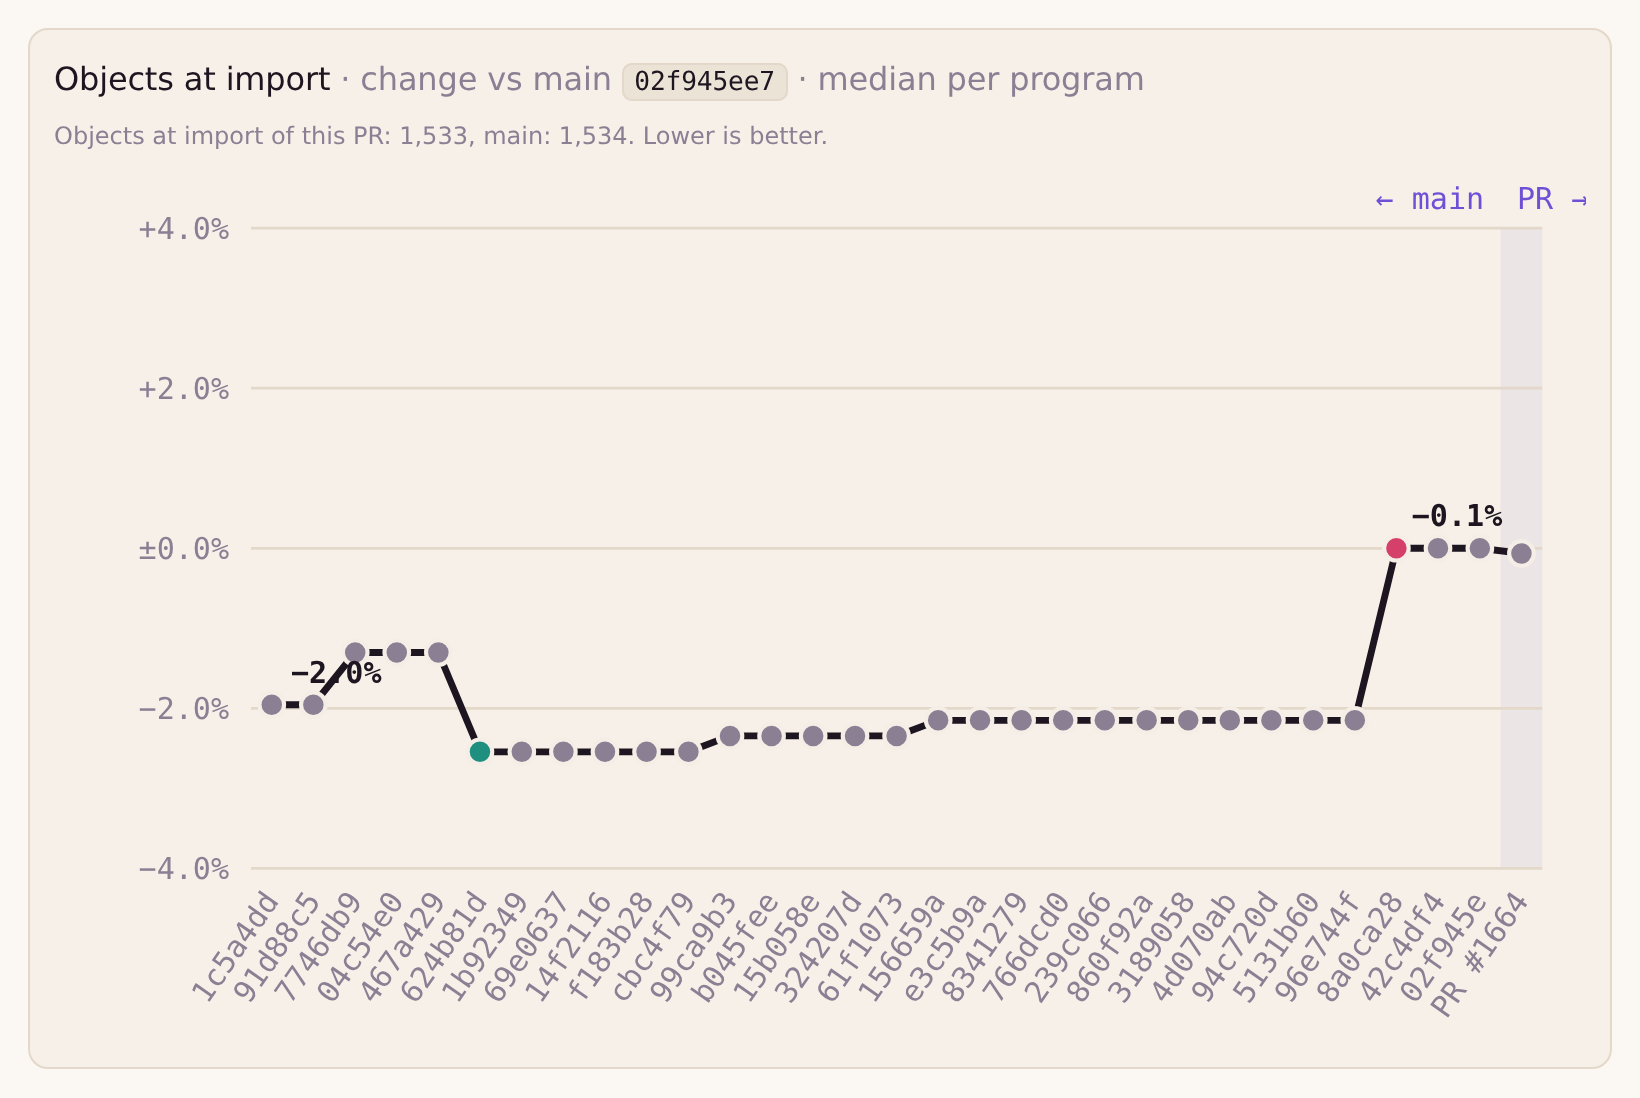 Objects at import · change vs main 02f945ee7 · median per program
Objects at import of this PR: 1,533, main: 1,534. Lower is better.
← main PR →
+4.0%
+2.0%
±0.0%
−2.0%
−4.0%
−2.0%
−0.1%
1c5a4dd
91d88c5
7746db9
04c54e0
467a429
624b81d
1b92349
69e0637
14f2116
f183b28
cbc4f79
99ca9b3
b045fee
15b058e
324207d
61f1073
156659a
e3c5b9a
8341279
766dcd0
239c066
860f92a
3189058
4d070ab
94c720d
5131b60
96e744f
8a0ca28
42c4df4
02f945e
PR #1664